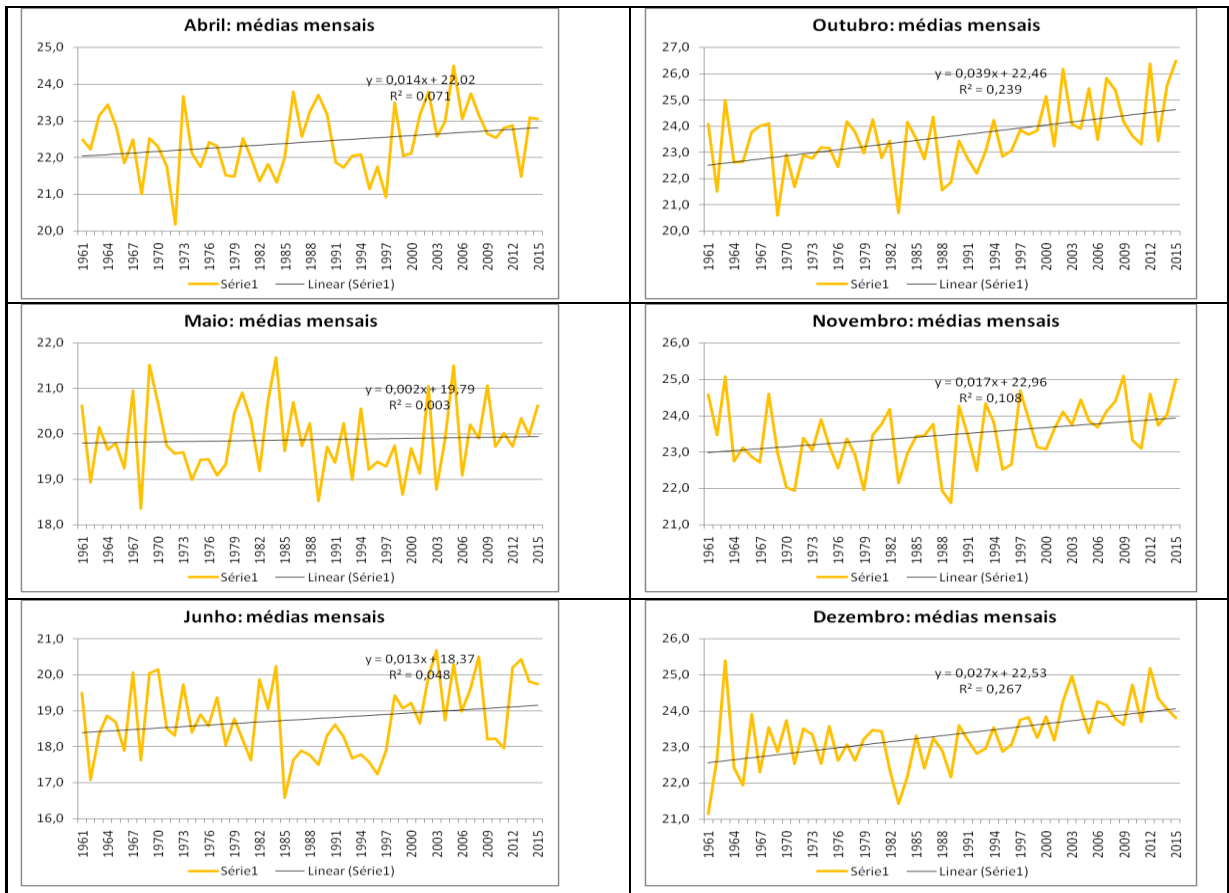 Abril: médias mensais
25,0
24,0
23,0
22,0
21,0
20,0
y = 0,014x + 22,02
R² = 0,071
1961 1964 1967 1970 1973 1976 1979 1982 1985 1988 1991 1994 1997 2000 2003 2006 2009 2012 2015
Série1 Linear (Série1)
Outubro: médias mensais
27,0
26,0
25,0
24,0
23,0
22,0
21,0
20,0
y = 0,039x + 22,46
R² = 0,239
1961 1964 1967 1970 1973 1976 1979 1982 1985 1988 1991 1994 1997 2000 2003 2006 2009 2012 2015
Série1 Linear (Série1)
Maio: médias mensais
22,0
21,0
20,0
19,0
18,0
y = 0,002x + 19,79
R² = 0,003
1961 1964 1967 1970 1973 1976 1979 1982 1985 1988 1991 1994 1997 2000 2003 2006 2009 2012 2015
Série1 Linear (Série1)
Novembro: médias mensais
26,0
25,0
24,0
23,0
22,0
21,0
y = 0,017x + 22,96
R² = 0,108
1961 1964 1967 1970 1973 1976 1979 1982 1985 1988 1991 1994 1997 2000 2003 2006 2009 2012 2015
Série1 Linear (Série1)
Junho: médias mensais
21,0
20,0
19,0
18,0
17,0
16,0
y = 0,013x + 18,37
R² = 0,048
1961 1964 1967 1970 1973 1976 1979 1982 1985 1988 1991 1994 1997 2000 2003 2006 2009 2012 2015
Série1 Linear (Série1)
Dezembro: médias mensais
26,0
25,0
24,0
23,0
22,0
21,0
y = 0,027x + 22,53
R² = 0,267
1961 1964 1967 1970 1973 1976 1979 1982 1985 1988 1991 1994 1997 2000 2003 2006 2009 2012 2015
Série1 Linear (Série1)